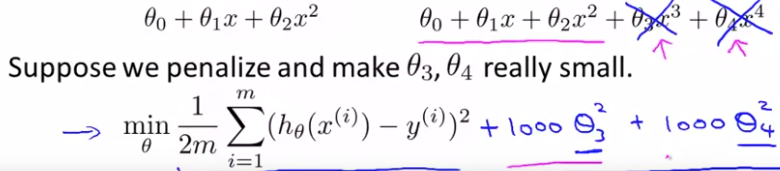 θ₀ + θ₁x + θ₂x² θ₀ + θ₁x + θ₂x² + θ₃x³ + θ₄x⁴
Suppose we penalize and make θ₃, θ₄ really small.
→ min_θ 1/2m ∑_{i=1}^{m} (h_θ(x^{(i)}) − y^{(i)})² + 1000 θ₃² + 1000 θ₄²